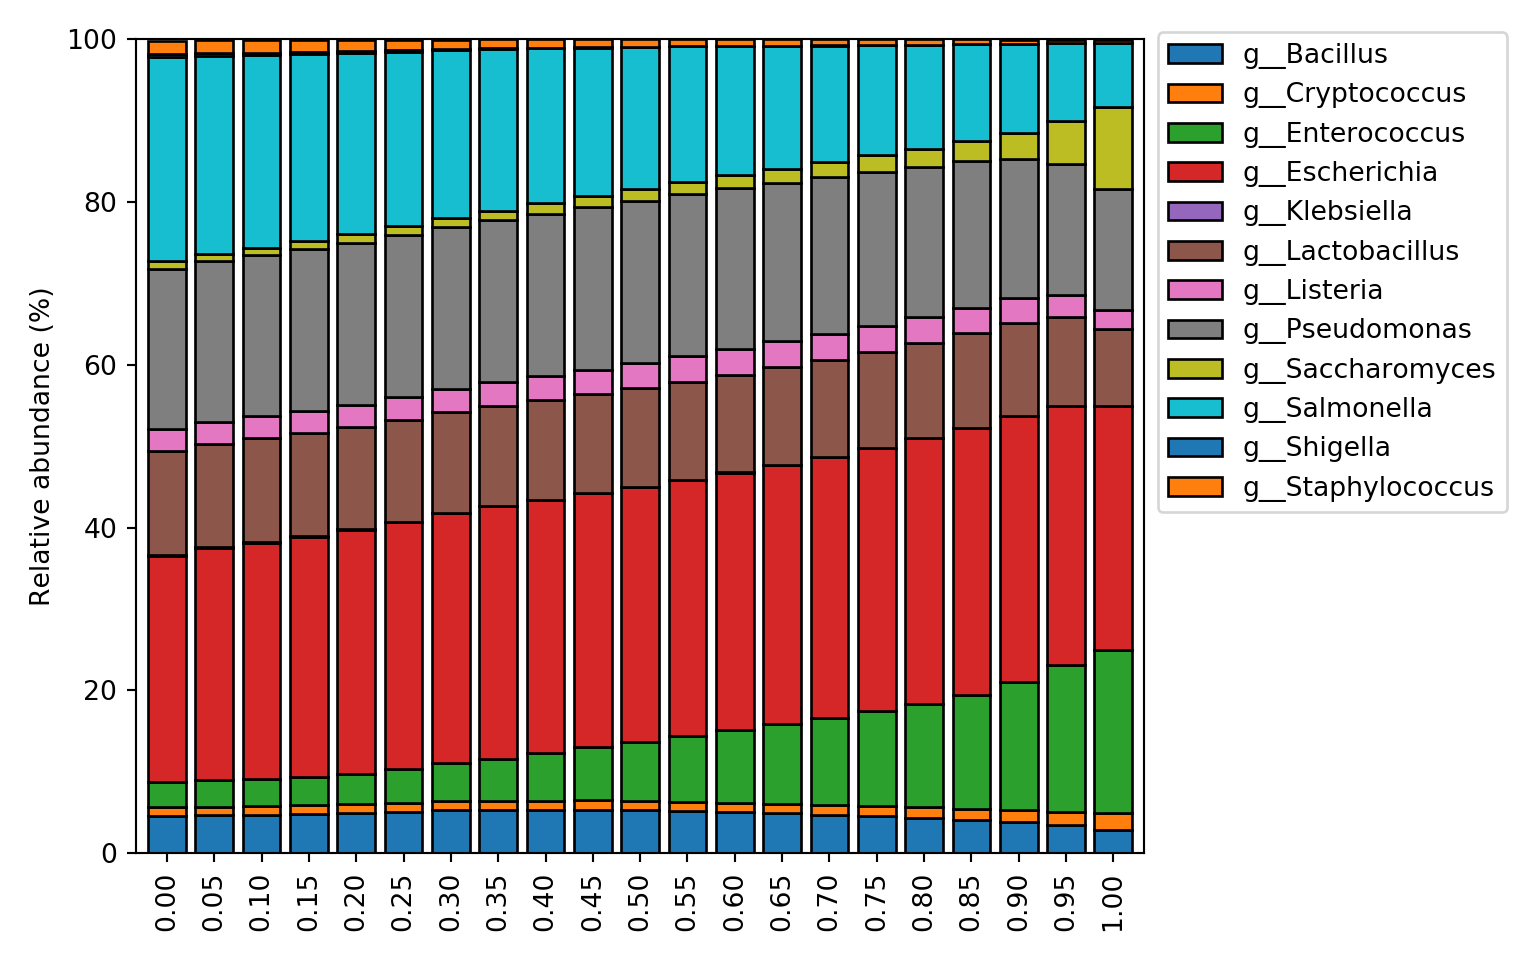 Relative abundance (%)
100
80
60
40
20
0
0.00 0.05 0.10 0.15 0.20 0.25 0.30 0.35 0.40 0.45 0.50 0.55 0.60 0.65 0.70 0.75 0.80 0.85 0.90 0.95 1.00
g__Bacillus
g__Cryptococcus
g__Enterococcus
g__Escherichia
g__Klebsiella
g__Lactobacillus
g__Listeria
g__Pseudomonas
g__Saccharomyces
g__Salmonella
g__Shigella
g__Staphylococcus